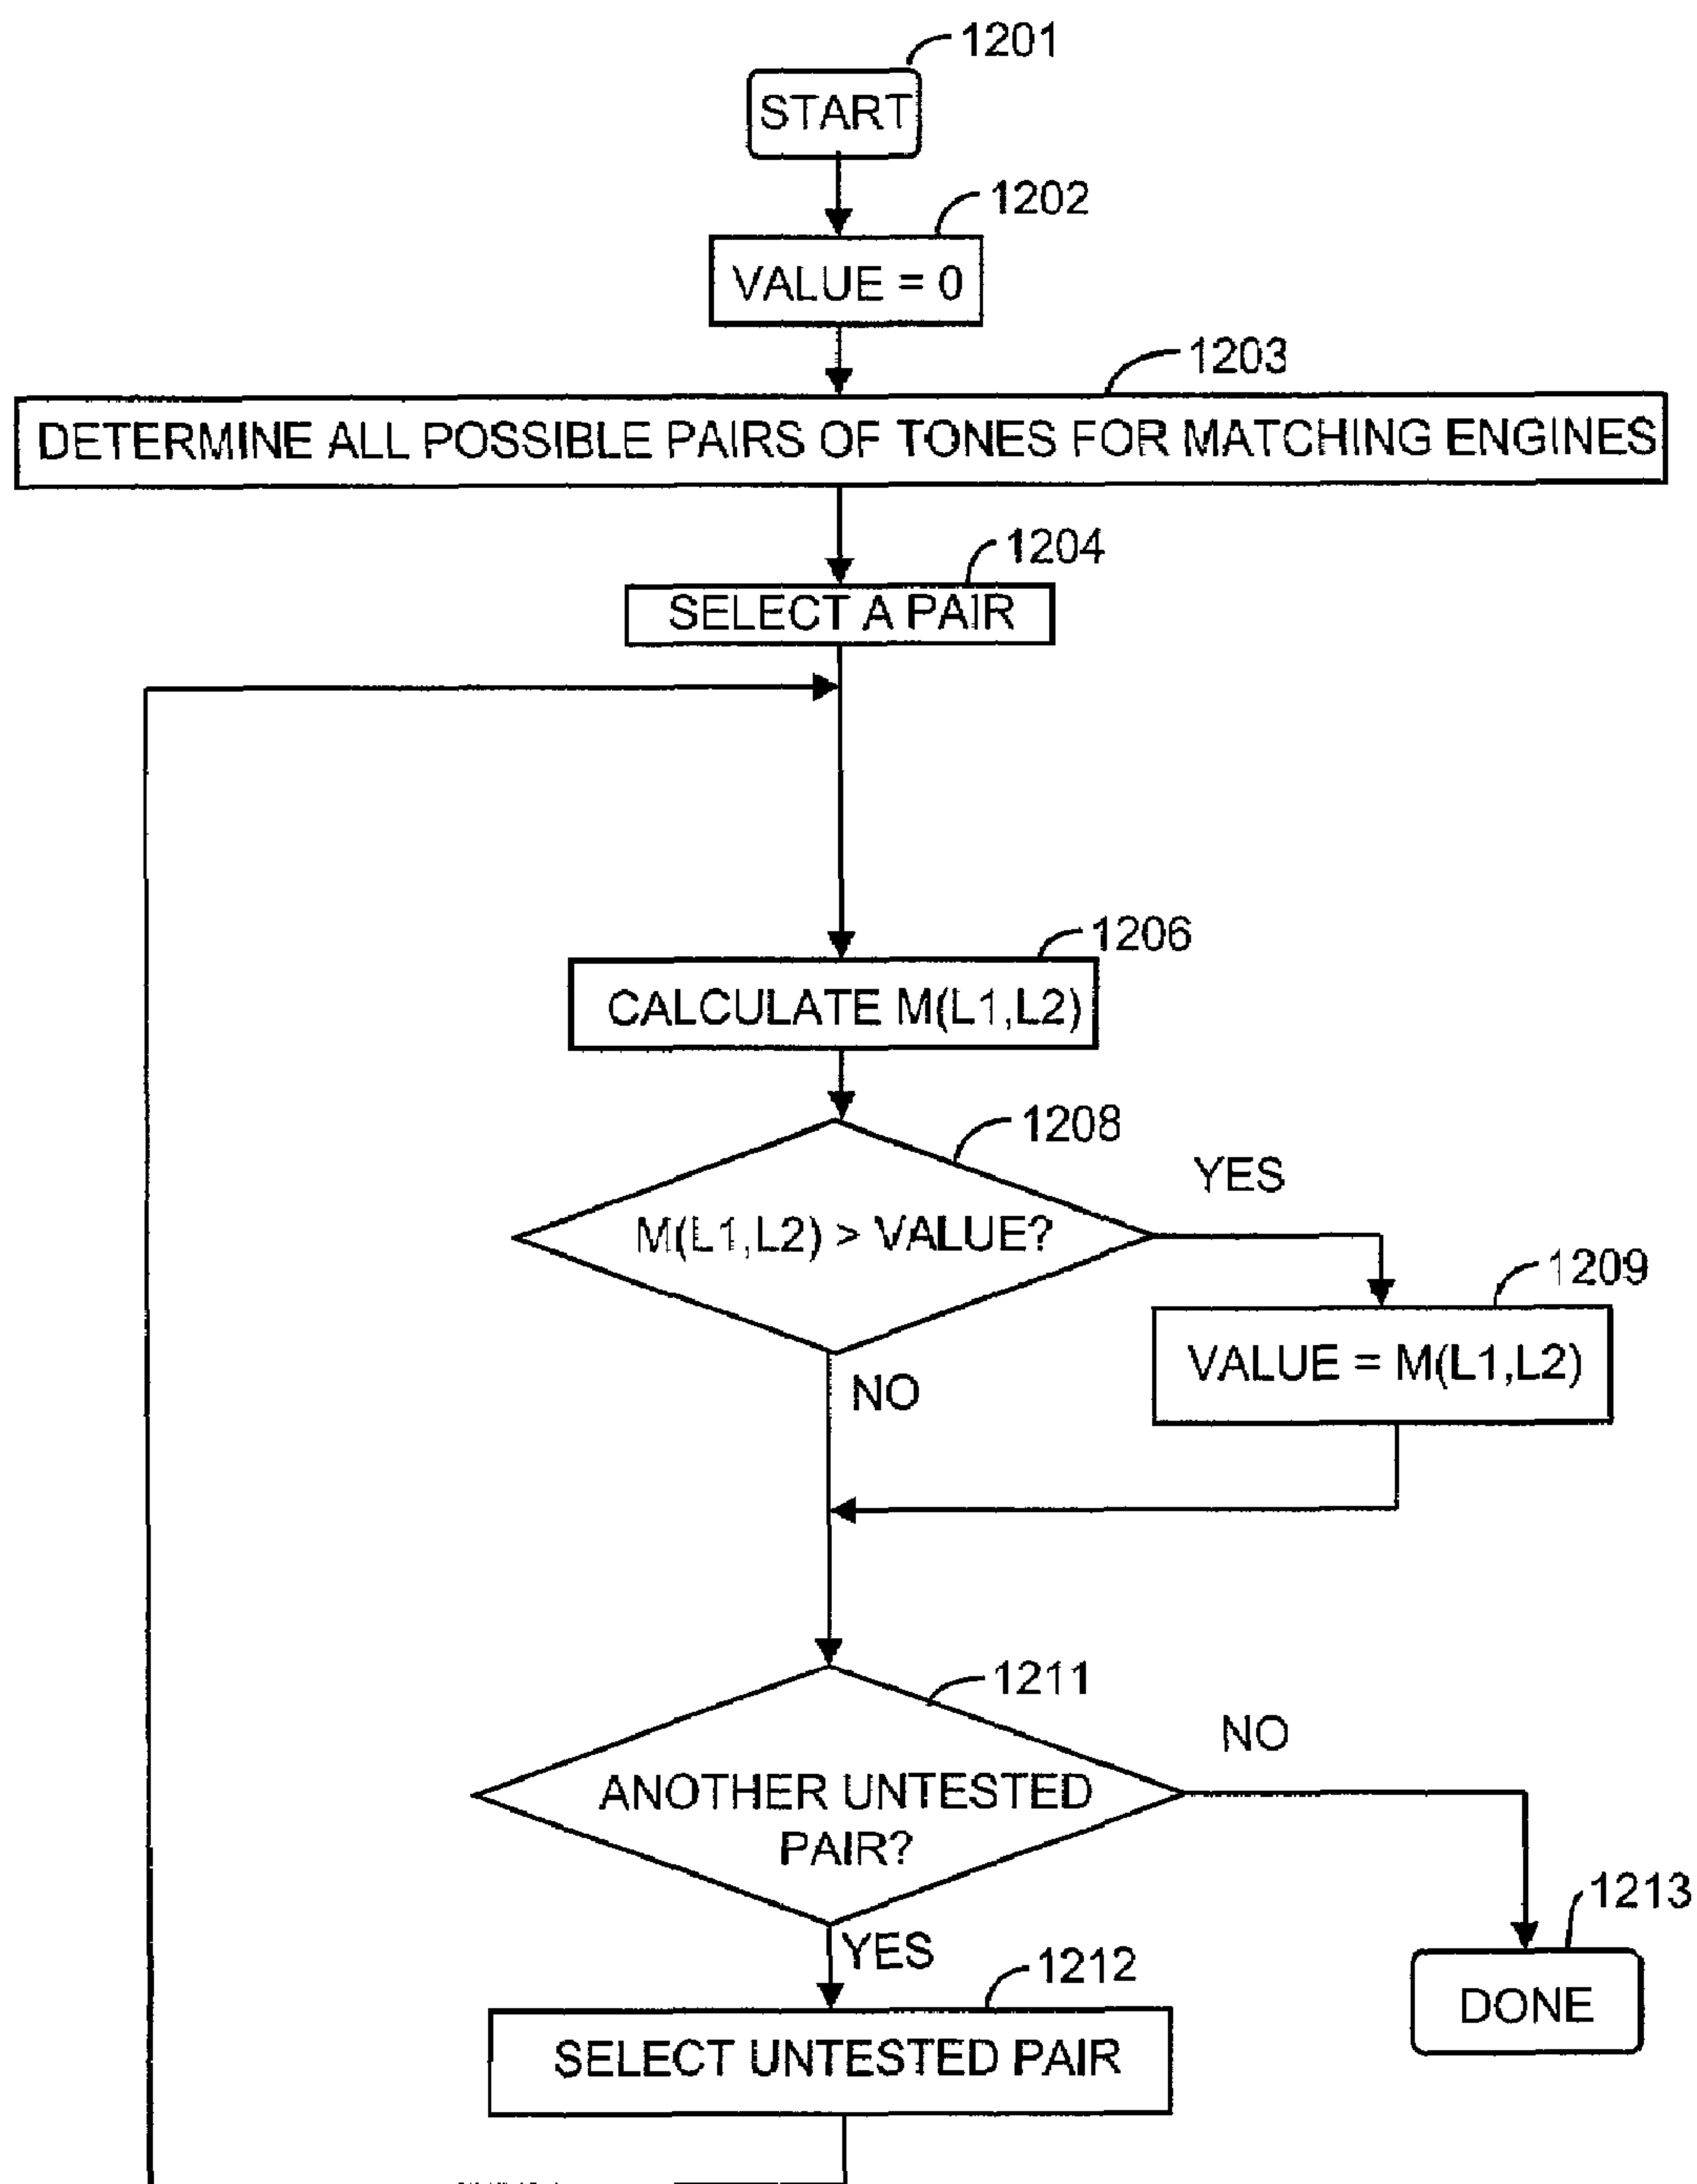 1201
START
1202
VALUE = 0
1203
DETERMINE ALL POSSIBLE PAIRS OF TONES FOR MATCHING ENGINES
1204
SELECT A PAIR
1206
CALCULATE M(L1,L2)
1208
YES
M(L1,L2) > VALUE?
1209
VALUE = M(L1,L2)
NO
1211
NO
ANOTHER UNTESTED
PAIR?
1213
YES
1212
DONE
SELECT UNTESTED PAIR